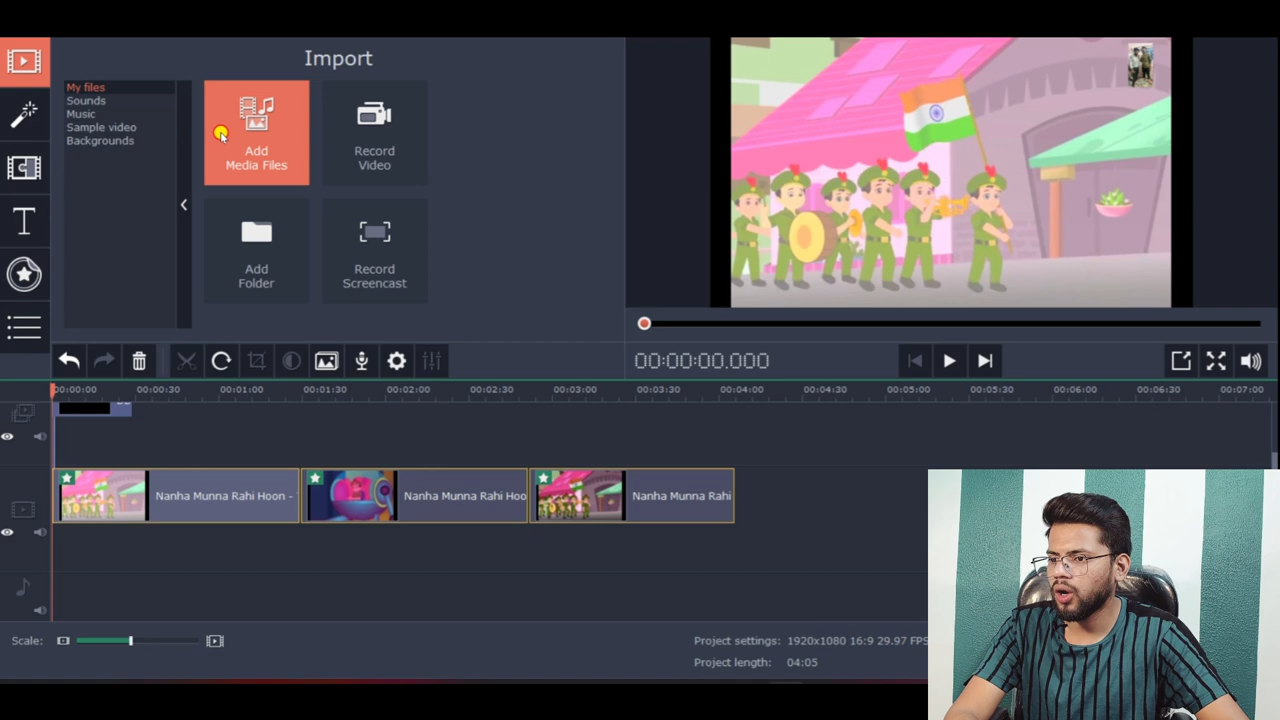 Import
My files
Sounds
Music
Sample video
Backgrounds
Add
Media Files
Record
Video
Add
Folder
Record
Screencast
00:00:00.000
00:00:00 00:00:30 00:01:00 00:01:30 00:02:00 00:02:30 00:03:00 00:03:30 00:04:00 00:04:30 00:05:00 00:05:30 00:06:00 00:06:30 00:07:00
Nanha Munna Rahi Hoon - Nanha Munna Rahi Hoo Nanha Munna Rahi
Scale:
Project settings: 1920x1080 16:9 29.97 FPS
Project length: 04:05